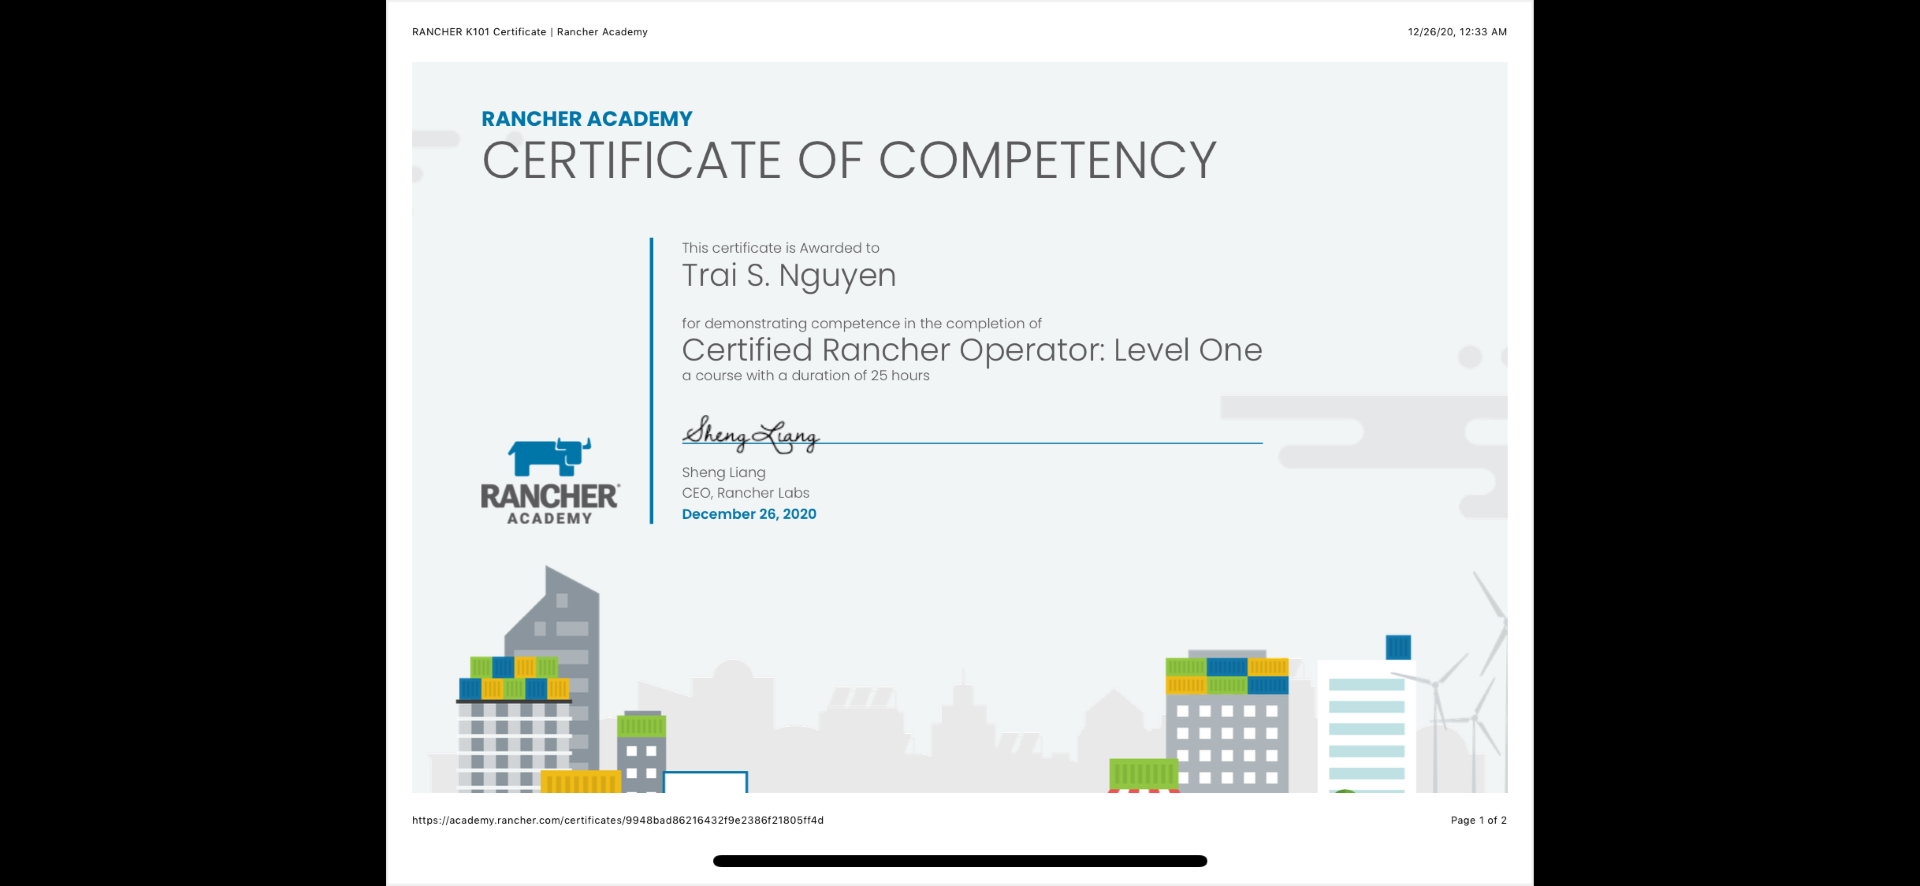 RANCHER K101 Certificate | Rancher Academy
12/26/20, 12:33 AM
RANCHER ACADEMY
CERTIFICATE OF COMPETENCY
This certificate is Awarded to
Trai S. Nguyen
for demonstrating competence in the completion of
Certified Rancher Operator: Level One
a course with a duration of 25 hours
Sheng Liang
Sheng Liang
CEO, Rancher Labs
December 26, 2020
RANCHER®
ACADEMY
https://academy.rancher.com/certificates/9948bad86216432f9e2386f21805ff4d
Page 1 of 2